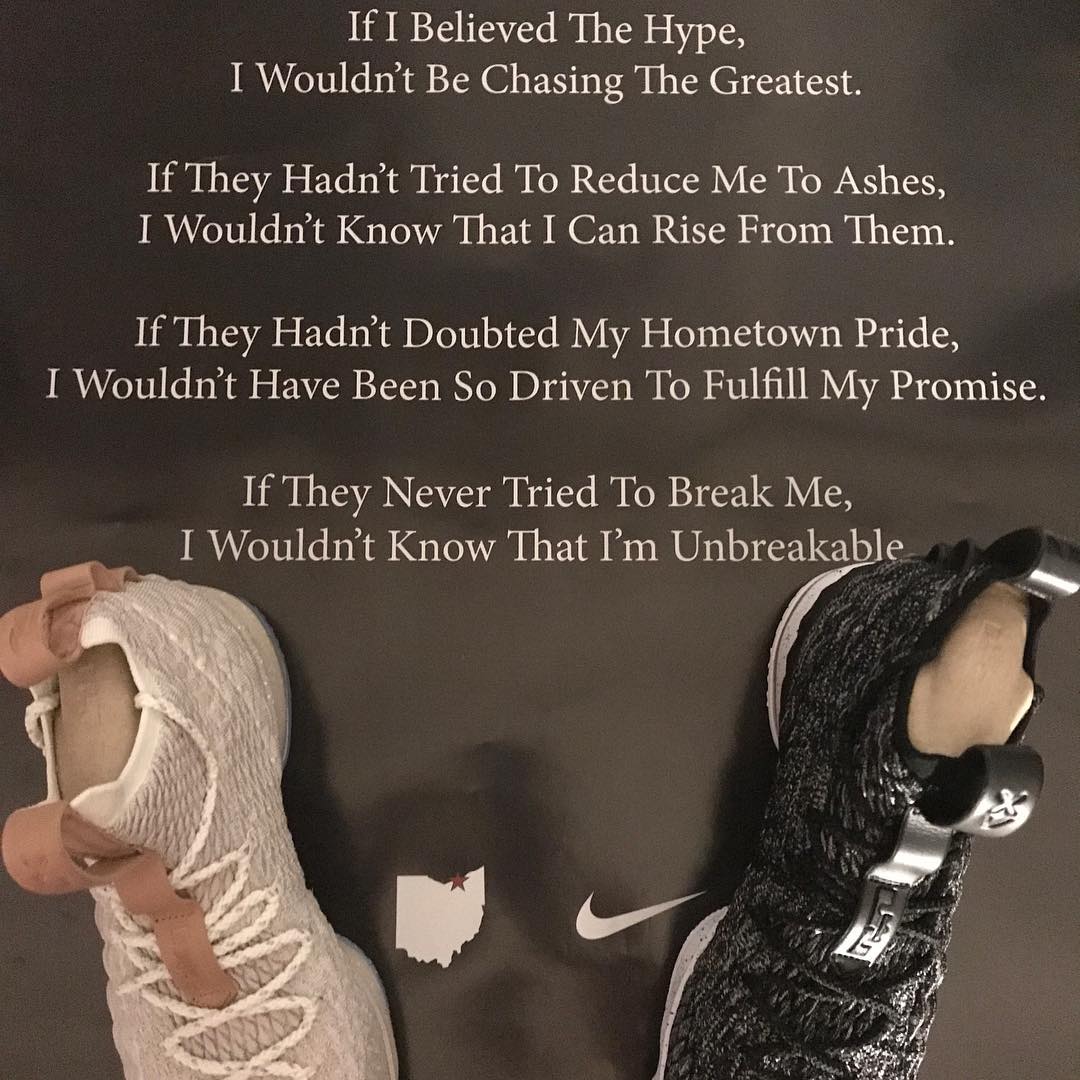 If I Believed The Hype,
I Wouldn't Be Chasing The Greatest.
If They Hadn't Tried To Reduce Me To Ashes,
I Wouldn't Know That I Can Rise From Them.
If They Hadn't Doubted My Hometown Pride,
I Wouldn't Have Been So Driven To Fulfill My Promise.
If They Never Tried To Break Me,
I Wouldn't Know That I'm Unbreakable
XV